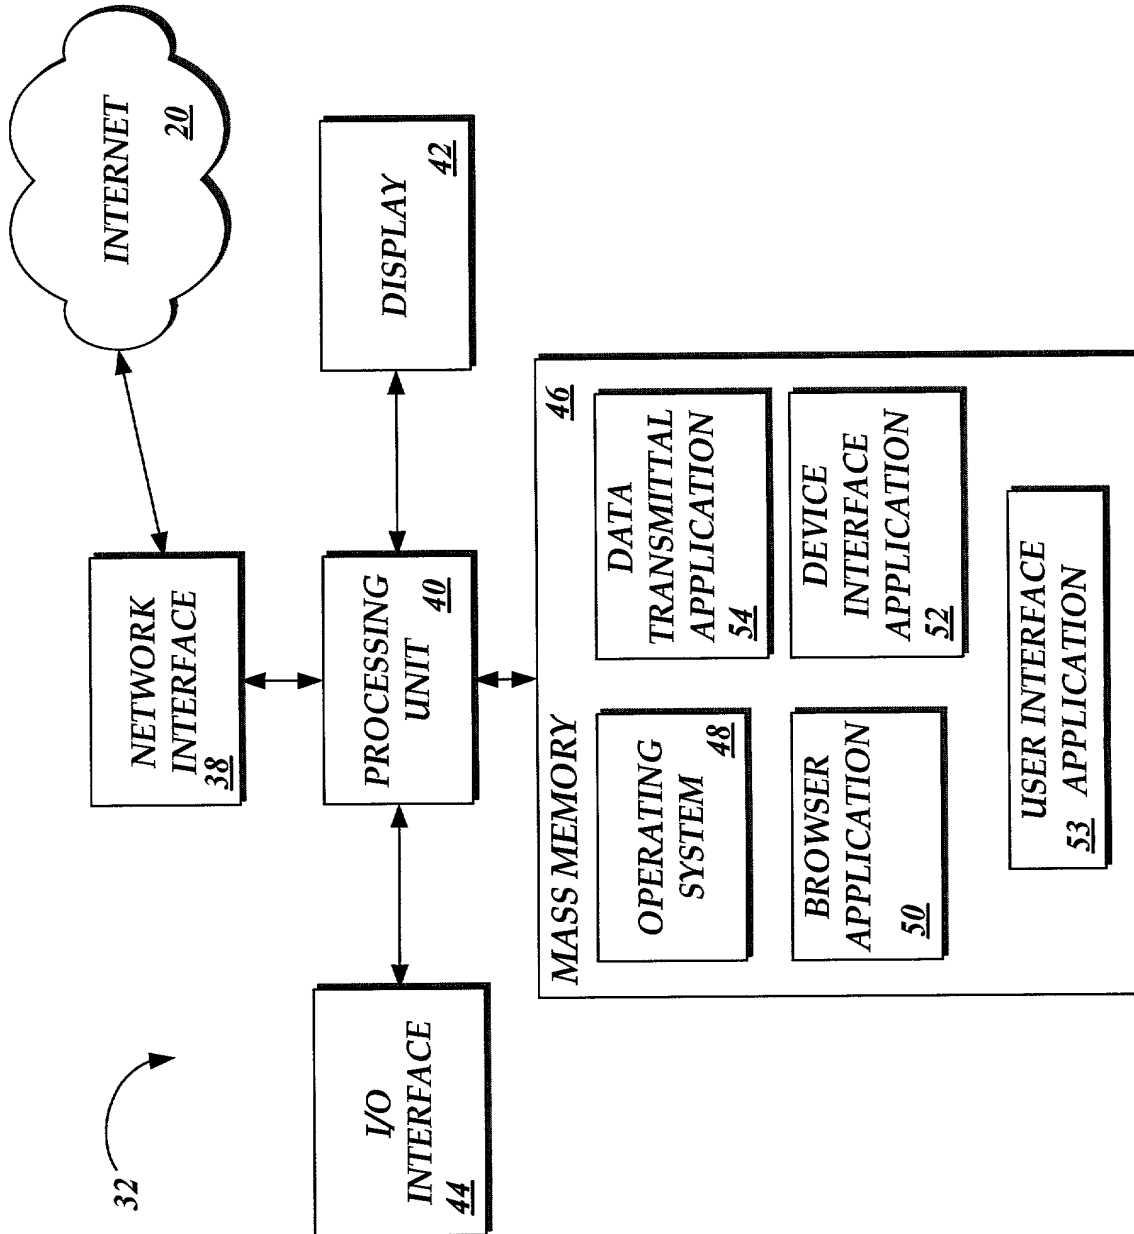 32
I/O
INTERFACE
44
NETWORK
INTERFACE
38
INTERNET
20
PROCESSING
UNIT
40
DISPLAY
42
MASS MEMORY
46
OPERATING
SYSTEM
48
DATA
TRANSMITTAL
APPLICATION
54
BROWSER
APPLICATION
50
DEVICE
INTERFACE
APPLICATION
52
USER INTERFACE
53 APPLICATION